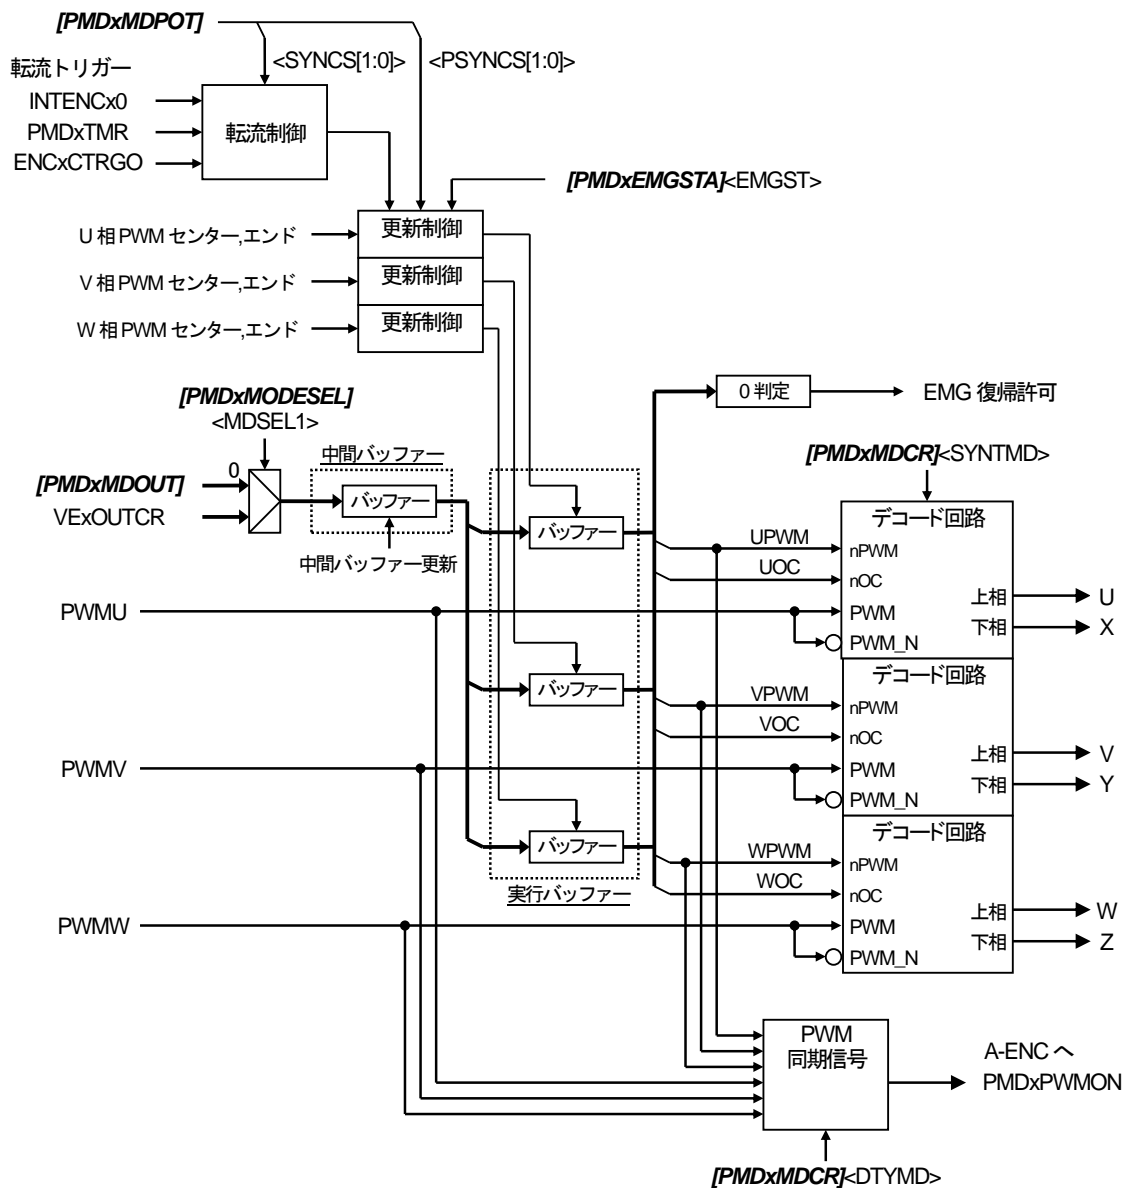 [PMDxMDPOT]
<SYNCS[1:0]> <PSYNCS[1:0]>
転流トリガー
INTENCx0
PMDxTMR
ENCxCTRGO
転流制御
[PMDxEMGSTA]<EMGST>
U 相 PWM センター,エンド
更新制御
V 相 PWM センター,エンド
更新制御
W 相 PWM センター,エンド
更新制御
[PMDxMODESEL]
<MDSEL1>
0 判定
EMG 復帰許可
中間バッファー
[PMDxMDCR]<SYNTMD>
0
[PMDxMDOUT]
VExOUTCR
バッファー
中間バッファー更新
バッファー
デコード回路
UPWM
nPWM
UOC
nOC
PWMU
PWM
PWM_N
上相
U
下相
X
バッファー
デコード回路
VPWM
nPWM
VOC
nOC
PWMV
PWM
PWM_N
上相
V
下相
Y
バッファー
デコード回路
WPWM
nPWM
WOC
nOC
実行バッファー
PWMW
PWM
PWM_N
上相
W
下相
Z
PWM
同期信号
A-ENC へ
PMDxPWMON
[PMDxMDCR]<DTYMD>